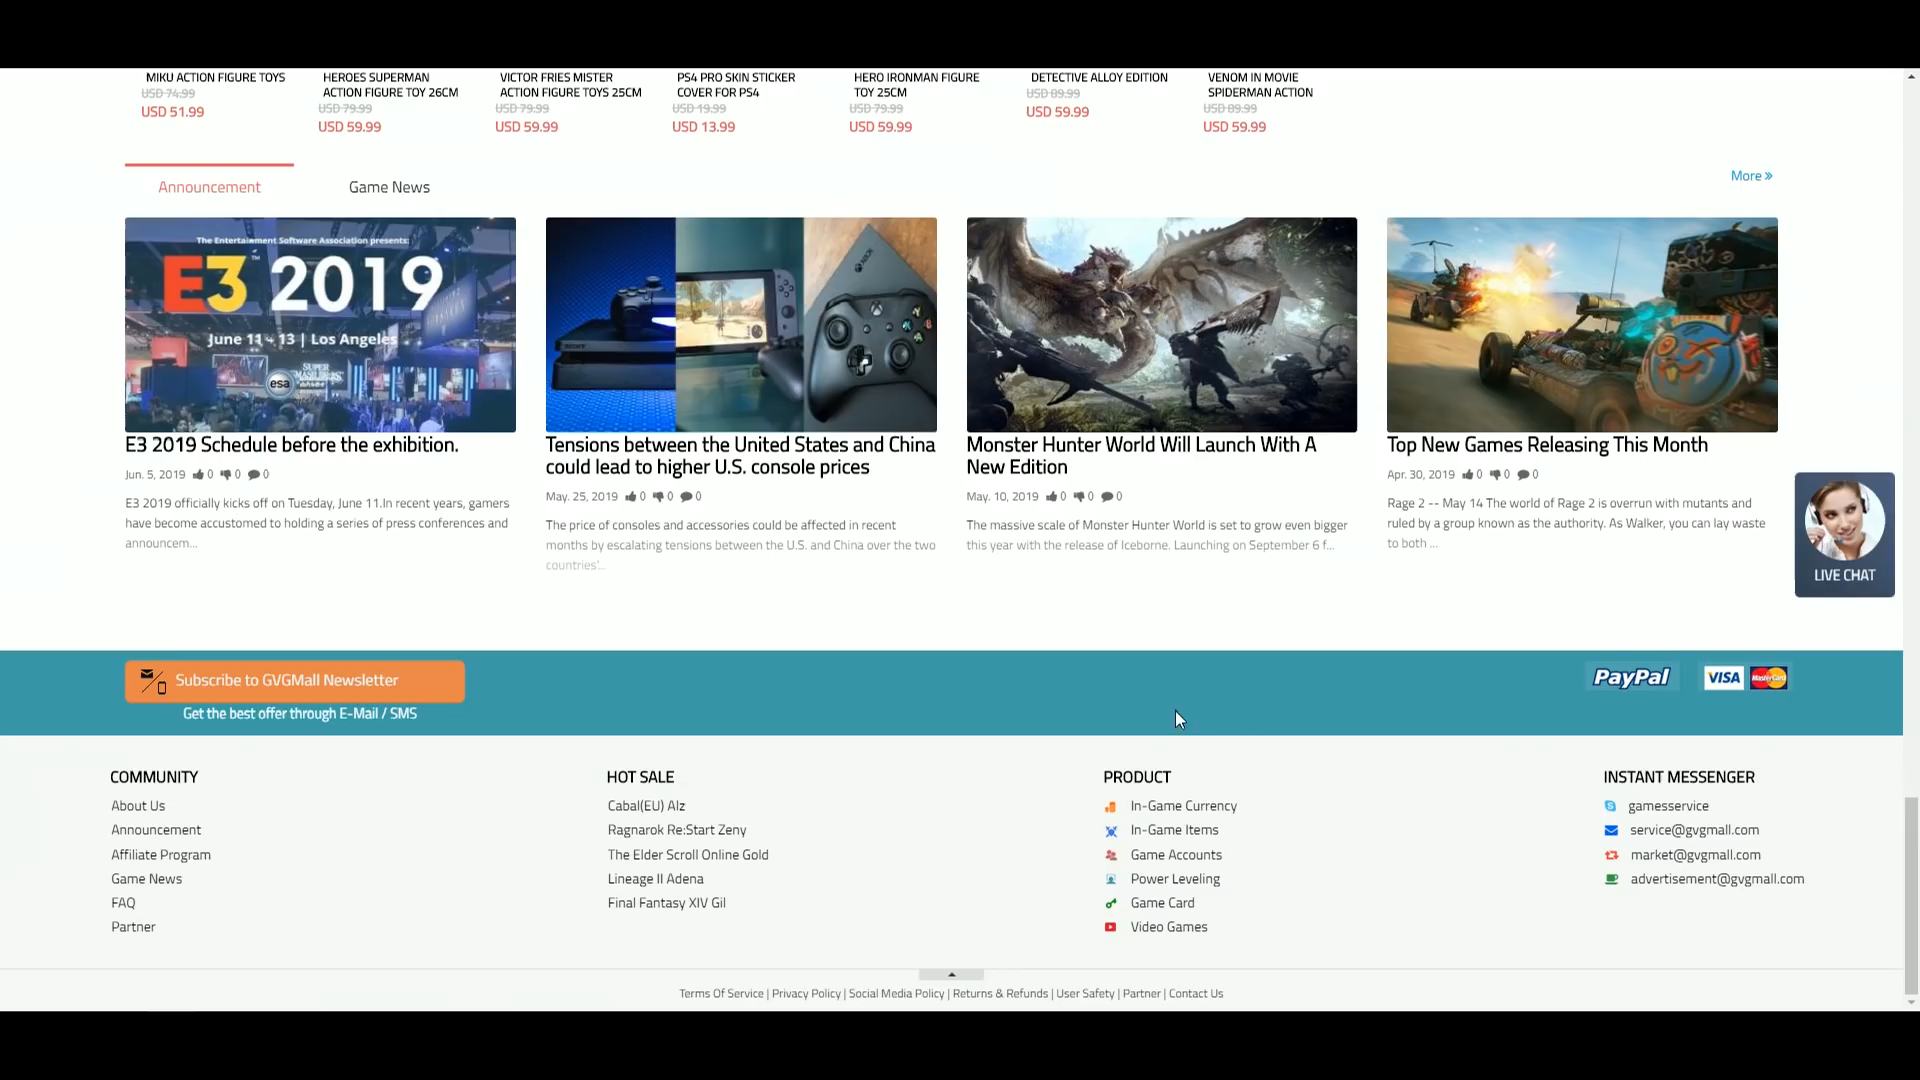 MIKU ACTION FIGURE TOYS
USD 74.99
USD 51.99
HEROES SUPERMAN
ACTION FIGURE TOY 26CM
USD 79.99
USD 59.99
VICTOR FRIES MISTER
ACTION FIGURE TOYS 25CM
USD 79.99
USD 59.99
PS4 PRO SKIN STICKER
COVER FOR PS4
USD 19.99
USD 13.99
HERO IRONMAN FIGURE
TOY 25CM
USD 79.99
USD 59.99
DETECTIVE ALLOY EDITION
USD 89.99
USD 59.99
VENOM IN MOVIE
SPIDERMAN ACTION
USD 89.99
USD 59.99
Announcement
Game News
More »
The Entertainment Software Association presents:
E3™ 2019
June 11 - 13 | Los Angeles
SUPER
SMASH BROS
esa
E3 2019 Schedule before the exhibition.
Jun. 5, 2019 0 0 0
E3 2019 officially kicks off on Tuesday, June 11.In recent years, gamers
have become accustomed to holding a series of press conferences and
announcem...
SONY
XBOX
Tensions between the United States and China
could lead to higher U.S. console prices
May. 25, 2019 0 0 0
The price of consoles and accessories could be affected in recent
months by escalating tensions between the U.S. and China over the two
countries'...
Monster Hunter World Will Launch With A
New Edition
May. 10, 2019 0 0 0
The massive scale of Monster Hunter World is set to grow even bigger
this year with the release of Iceborne. Launching on September 6 f...
Top New Games Releasing This Month
Apr. 30, 2019 0 0 0
Rage 2 -- May 14 The world of Rage 2 is overrun with mutants and
ruled by a group known as the authority. As Walker, you can lay waste
to both ...
LIVE CHAT
Subscribe to GVGMall Newsletter
Get the best offer through E-Mail / SMS
PayPal
VISA
MasterCard
COMMUNITY
About Us
Announcement
Affiliate Program
Game News
FAQ
Partner
HOT SALE
Cabal(EU) Alz
Ragnarok Re:Start Zeny
The Elder Scroll Online Gold
Lineage II Adena
Final Fantasy XIV Gil
PRODUCT
In-Game Currency
In-Game Items
Game Accounts
Power Leveling
Game Card
Video Games
INSTANT MESSENGER
gamesservice
service@gvgmall.com
market@gvgmall.com
advertisement@gvgmall.com
Terms Of Service | Privacy Policy | Social Media Policy | Returns & Refunds | User Safety | Partner | Contact Us